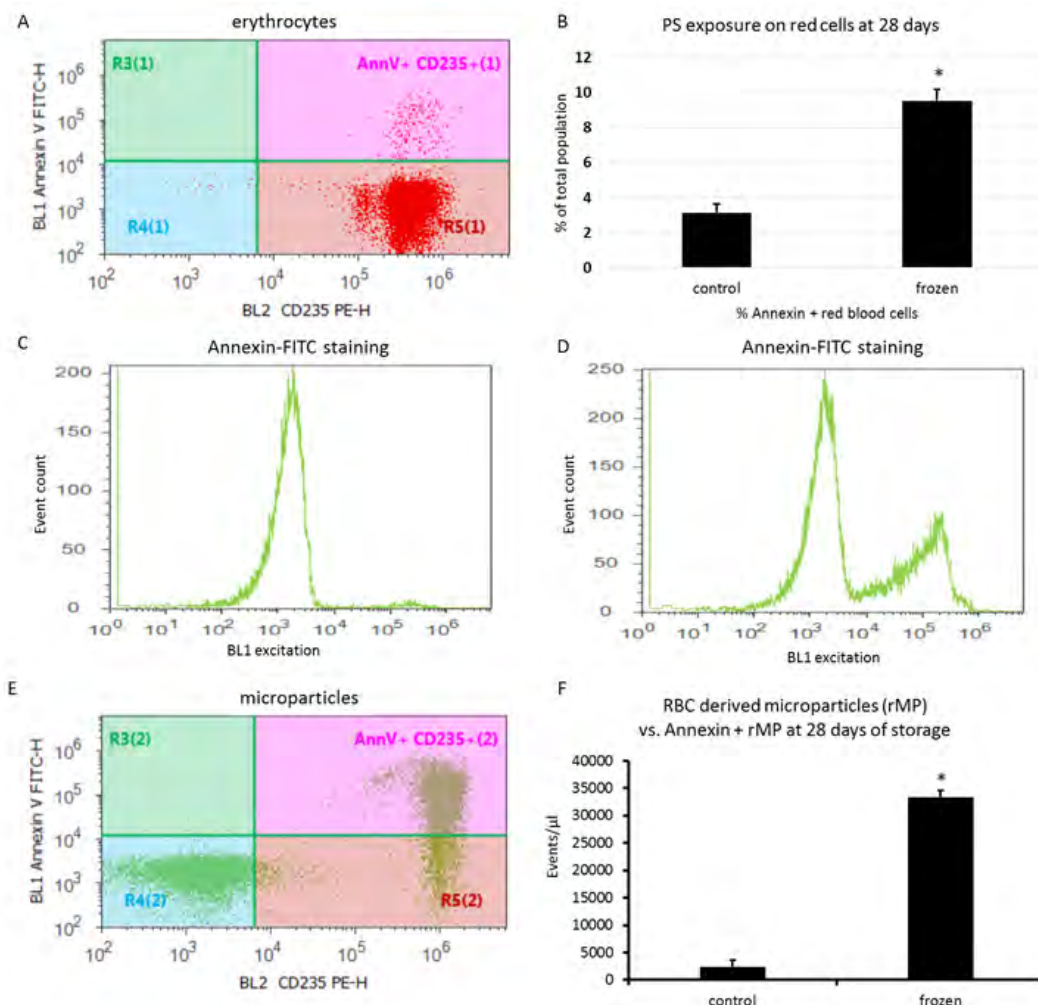 A
erythrocytes
R3(1)
AnnV+ CD235+(1)
R4(1)
R5(1)
BL1 Annexin V FITC-H
10^6
10^5
10^4
10^3
10^2
10^2
10^3
10^4
10^5
10^6
BL2 CD235 PE-H
B
PS exposure on red cells at 28 days
% of total population
12
10
8
6
4
2
0
*
control
frozen
% Annexin + red blood cells
C
Annexin-FITC staining
Event count
200
150
100
50
0
10^0
10^1
10^2
10^3
10^4
10^5
10^6
BL1 excitation
D
Annexin-FITC staining
Event count
250
200
150
100
50
0
10^0
10^1
10^2
10^3
10^4
10^5
10^6
BL1 excitation
E
microparticles
R3(2)
AnnV+ CD235+(2)
R4(2)
R5(2)
BL1 Annexin V FITC-H
10^6
10^5
10^4
10^3
10^2
10^2
10^3
10^4
10^5
10^6
BL2 CD235 PE-H
F
RBC derived microparticles (rMP)
vs. Annexin + rMP at 28 days of storage
Events/µl
40000
35000
30000
25000
20000
15000
10000
5000
0
*
control
frozen